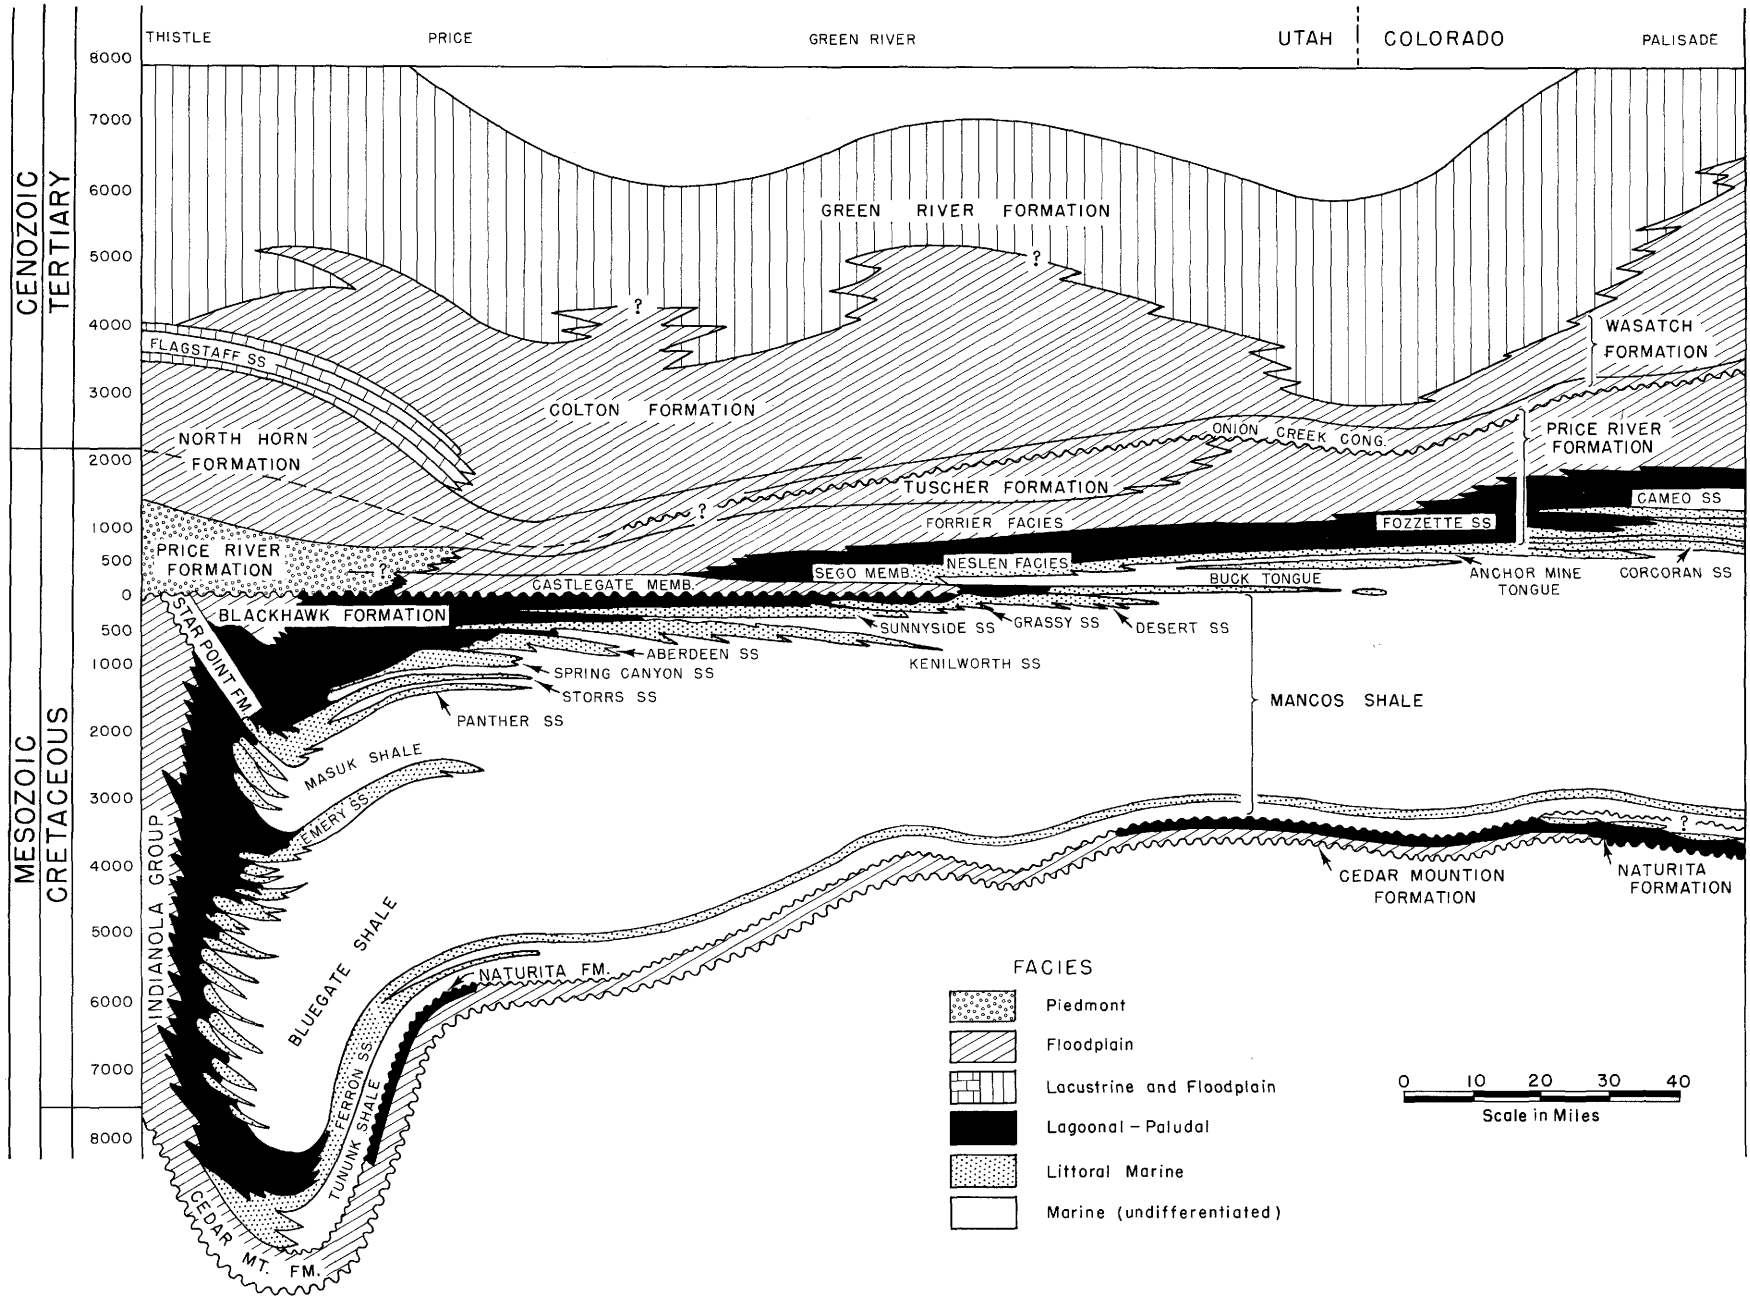 THISTLE PRICE GREEN RIVER UTAH COLORADO PALISADE
8000
7000
6000
5000
4000
3000
2000
1000
500
0
500
1000
2000
3000
4000
5000
6000
7000
8000
CENOZOIC
TERTIARY
MESOZOIC
CRETACEOUS
GREEN RIVER FORMATION
?
?
WASATCH
FORMATION
FLAGSTAFF SS
COLTON FORMATION
NORTH HORN
FORMATION
ONION CREEK CONG.
PRICE RIVER
FORMATION
TUSCHER FORMATION
?
CAMEO SS
FORRIER FACIES
FOZZETTE SS
PRICE RIVER
FORMATION
?
SEGO MEMB.
NESLEN FACIES
CASTLEGATE MEMB.
BUCK TONGUE
ANCHOR MINE
TONGUE
CORCORAN SS
STAR POINT FM.
BLACKHAWK FORMATION
SUNNYSIDE SS
GRASSY SS
DESERT SS
ABERDEEN SS
KENILWORTH SS
SPRING CANYON SS
STORRS SS
PANTHER SS
MANCOS SHALE
MASUK SHALE
EMERY SS.
INDIANOLA GROUP
BLUEGATE SHALE
?
CEDAR MOUNTION
FORMATION
NATURITA
FORMATION
NATURITA FM.
FERRON SS.
TUNUNK SHALE
CEDAR MT. FM.
FACIES
Piedmont
Floodplain
Lacustrine and Floodplain
Lagoonal – Paludal
Littoral Marine
Marine (undifferentiated)
0 10 20 30 40
Scale in Miles